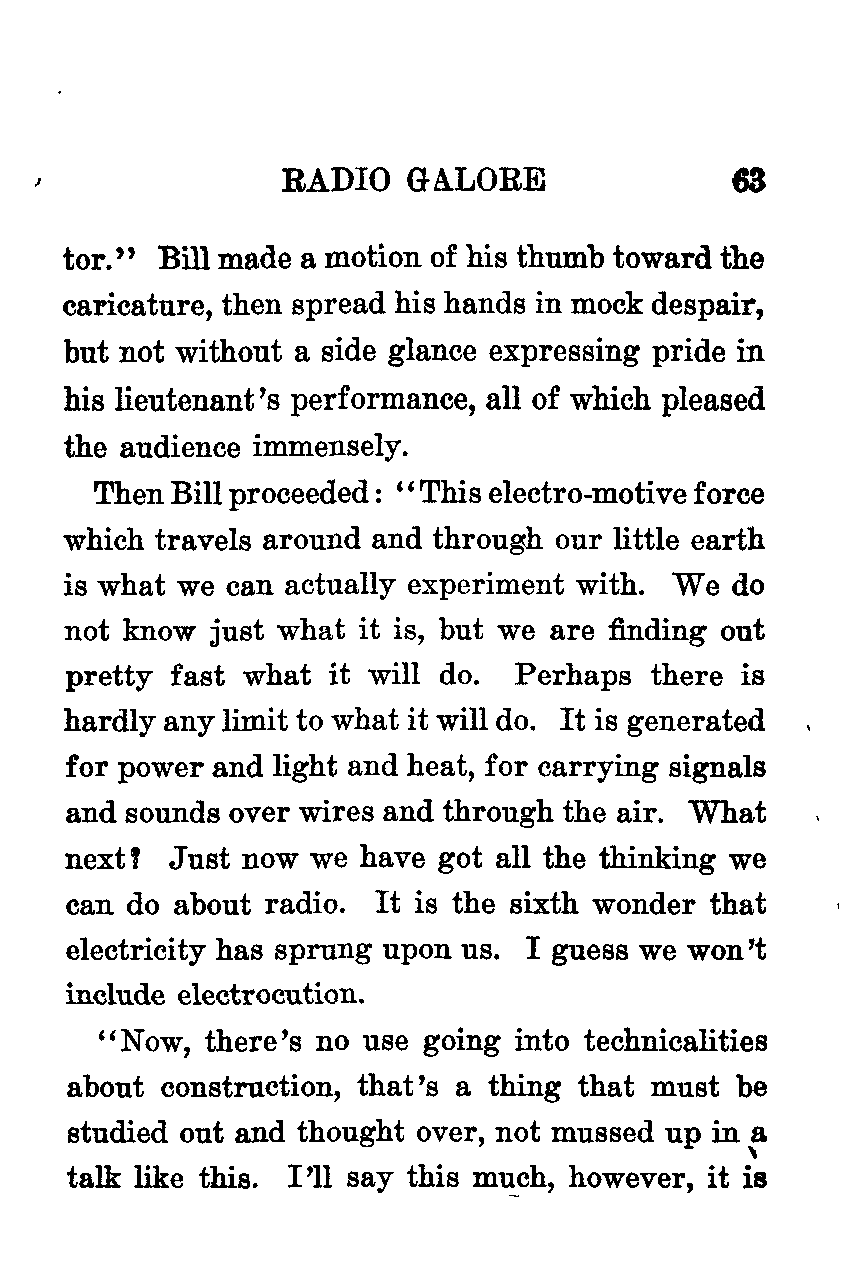 RADIO GALORE 63
tor." Bill made a motion of his thumb toward the
caricature, then spread his hands in mock despair,
but not without a side glance expressing pride in
his lieutenant's performance, all of which pleased
the audience immensely.
Then Bill proceeded: "This electro-motive force
which travels around and through our little earth
is what we can actually experiment with. We do
not know just what it is, but we are finding out
pretty fast what it will do. Perhaps there is
hardly any limit to what it will do. It is generated
for power and light and heat, for carrying signals
and sounds over wires and through the air. What
next? Just now we have got all the thinking we
can do about radio. It is the sixth wonder that
electricity has sprung upon us. I guess we won't
include electrocution.
"Now, there's no use going into technicalities
about construction, that's a thing that must be
studied out and thought over, not mussed up in a
talk like this. I'll say this much, however, it is